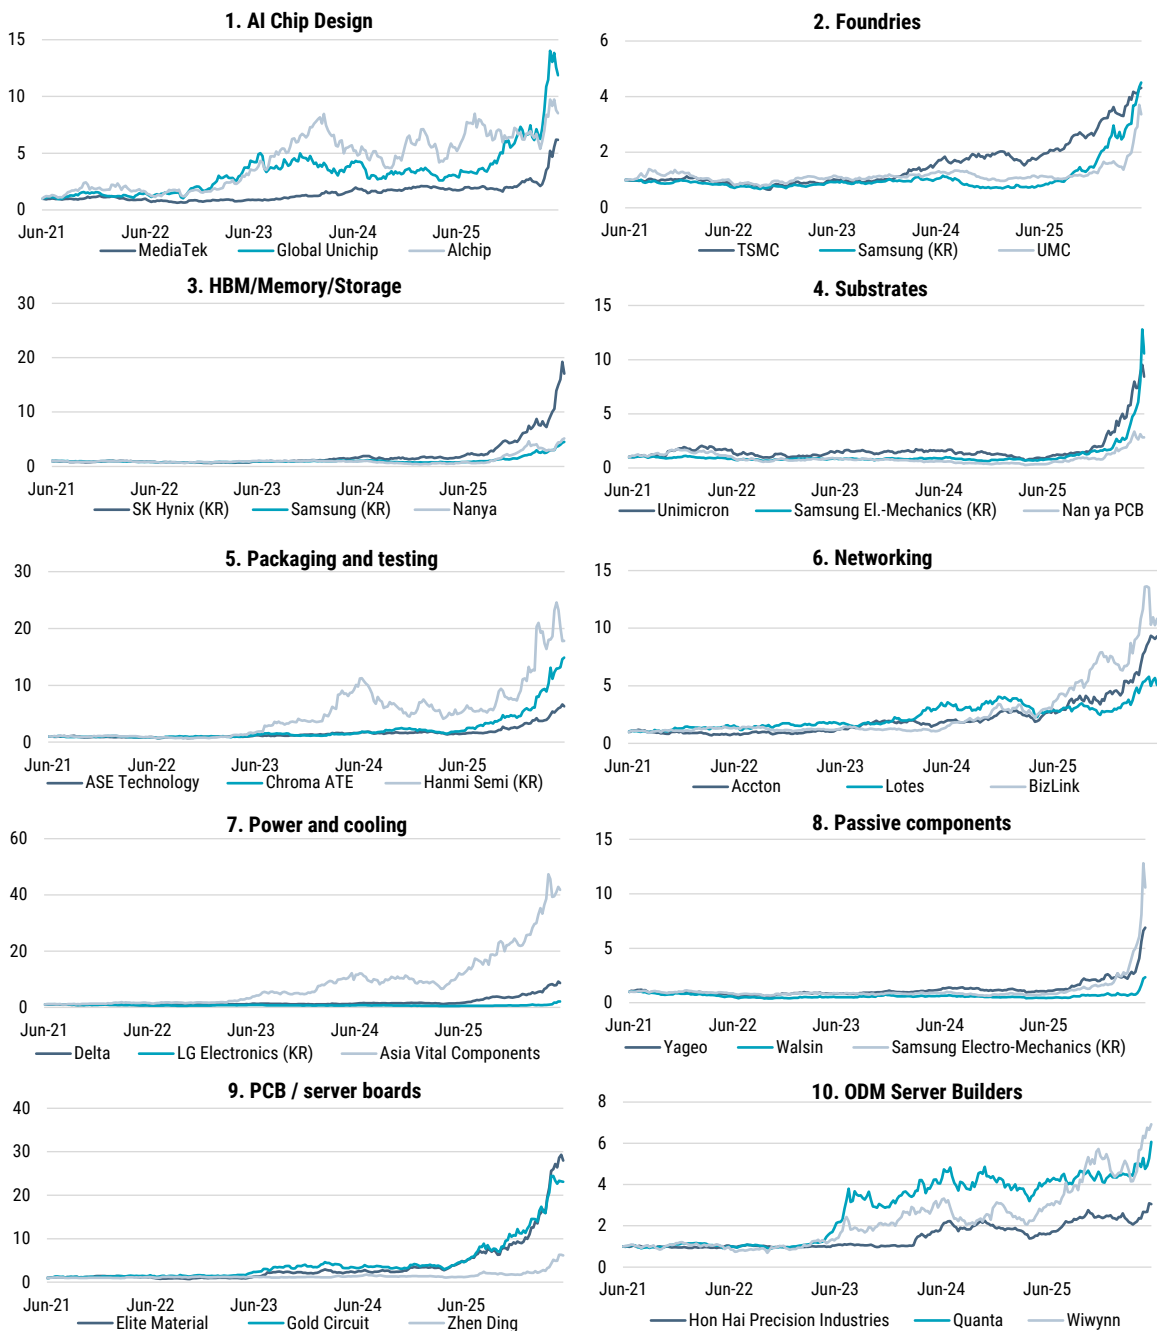 1. AI Chip Design
15
10
5
0
Jun-21 Jun-22 Jun-23 Jun-24 Jun-25
MediaTek Global Unichip Alchip
2. Foundries
6
4
2
0
Jun-21 Jun-22 Jun-23 Jun-24 Jun-25
TSMC Samsung (KR) UMC
3. HBM/Memory/Storage
30
20
10
0
Jun-21 Jun-22 Jun-23 Jun-24 Jun-25
SK Hynix (KR) Samsung (KR) Nanya
4. Substrates
15
10
5
0
Jun-21 Jun-22 Jun-23 Jun-24 Jun-25
Unimicron Samsung El.-Mechanics (KR) Nan ya PCB
5. Packaging and testing
30
20
10
0
Jun-21 Jun-22 Jun-23 Jun-24 Jun-25
ASE Technology Chroma ATE Hanmi Semi (KR)
6. Networking
15
10
5
0
Jun-21 Jun-22 Jun-23 Jun-24 Jun-25
Accton Lotes BizLink
7. Power and cooling
60
40
20
0
Jun-21 Jun-22 Jun-23 Jun-24 Jun-25
Delta LG Electronics (KR) Asia Vital Components
8. Passive components
15
10
5
0
Jun-21 Jun-22 Jun-23 Jun-24 Jun-25
Yageo Walsin Samsung Electro-Mechanics (KR)
9. PCB / server boards
40
30
20
10
0
Jun-21 Jun-22 Jun-23 Jun-24 Jun-25
Elite Material Gold Circuit Zhen Ding
10. ODM Server Builders
8
6
4
2
0
Jun-21 Jun-22 Jun-23 Jun-24 Jun-25
Hon Hai Precision Industries Quanta Wiwynn